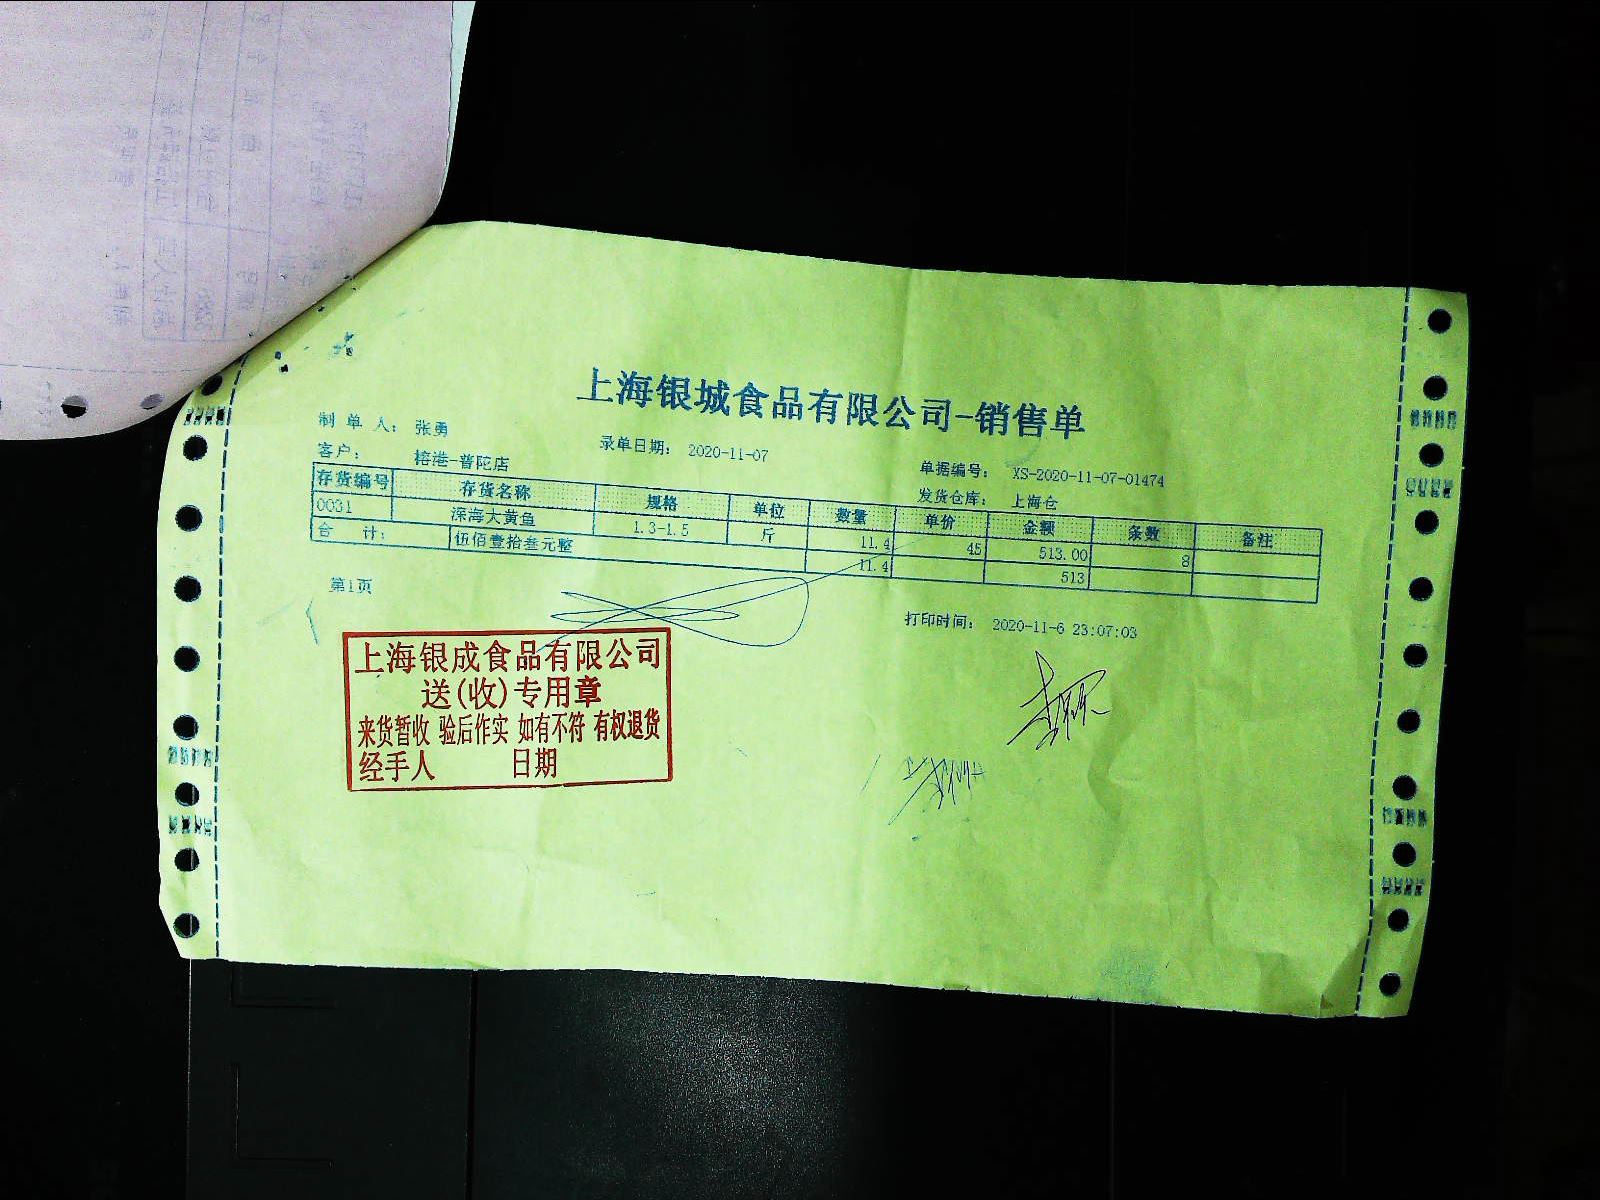 上海银城食品有限公司-销售单
制单人： 张勇
录单日期： 2020-11-07
单据编号： XS-2020-11-07-01474
客户： 榕港-普陀店
发货仓库： 上海仓
存货编号 存货名称 规格 单位 数量 单价 金额 条数 备注
0031 深海大黄鱼 1.3-1.5 斤 11.4 45 513.00 8
合 计： 伍佰壹拾叁元整 11.4 513
第1页
打印时间： 2020-11-6 23:07:03
上海银成食品有限公司
送(收)专用章
来货暂收 验后作实 如有不符 有权退货
经手人 日期